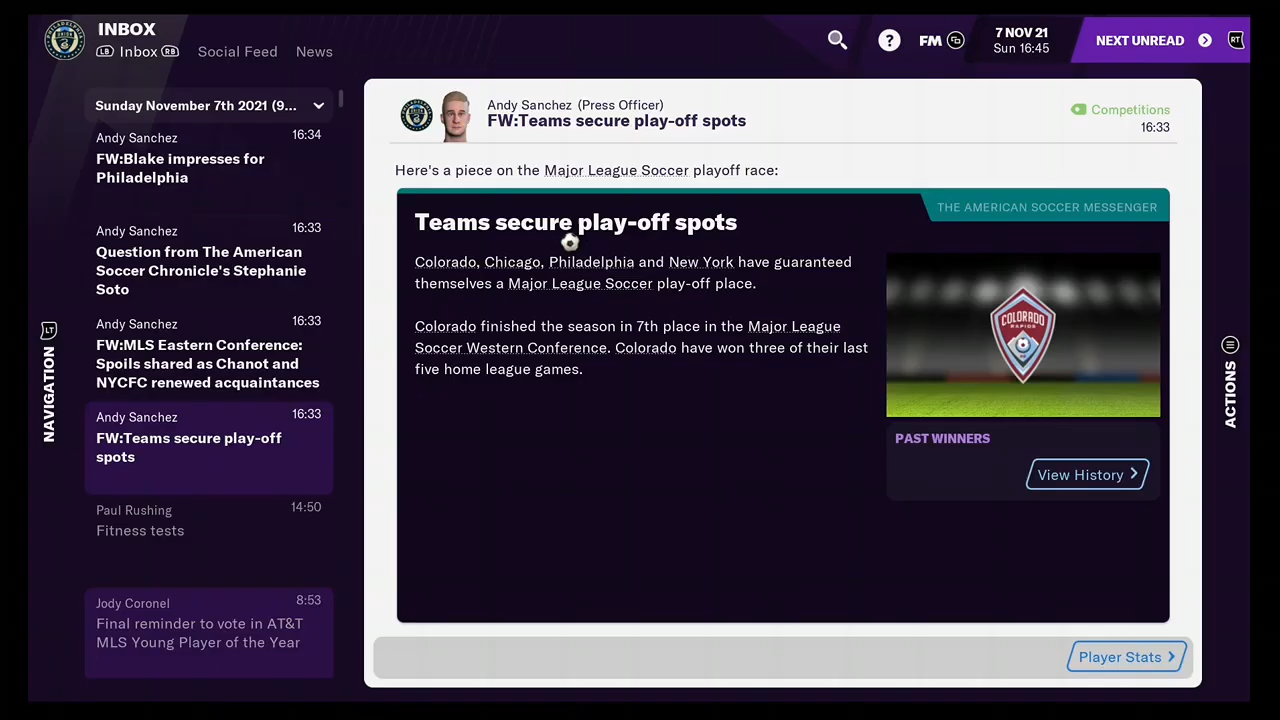 INBOX
LB Inbox RB Social Feed News
? FM 7 NOV 21
Sun 16:45
NEXT UNREAD RT
Sunday November 7th 2021 (9...
Andy Sanchez 16:34
FW:Blake impresses for
Philadelphia
Andy Sanchez 16:33
Question from The American
Soccer Chronicle's Stephanie
Soto
Andy Sanchez 16:33
FW:MLS Eastern Conference:
Spoils shared as Chanot and
NYCFC renewed acquaintances
Andy Sanchez 16:33
FW:Teams secure play-off
spots
Paul Rushing 14:50
Fitness tests
Jody Coronel 8:53
Final reminder to vote in AT&T
MLS Young Player of the Year
LT
NAVIGATION
Andy Sanchez (Press Officer)
FW:Teams secure play-off spots
Competitions
16:33
Here's a piece on the Major League Soccer playoff race:
THE AMERICAN SOCCER MESSENGER
Teams secure play-off spots
Colorado, Chicago, Philadelphia and New York have guaranteed
themselves a Major League Soccer play-off place.
Colorado finished the season in 7th place in the Major League
Soccer Western Conference. Colorado have won three of their last
five home league games.
COLORADO
RAPIDS
PAST WINNERS
View History
Player Stats
ACTIONS